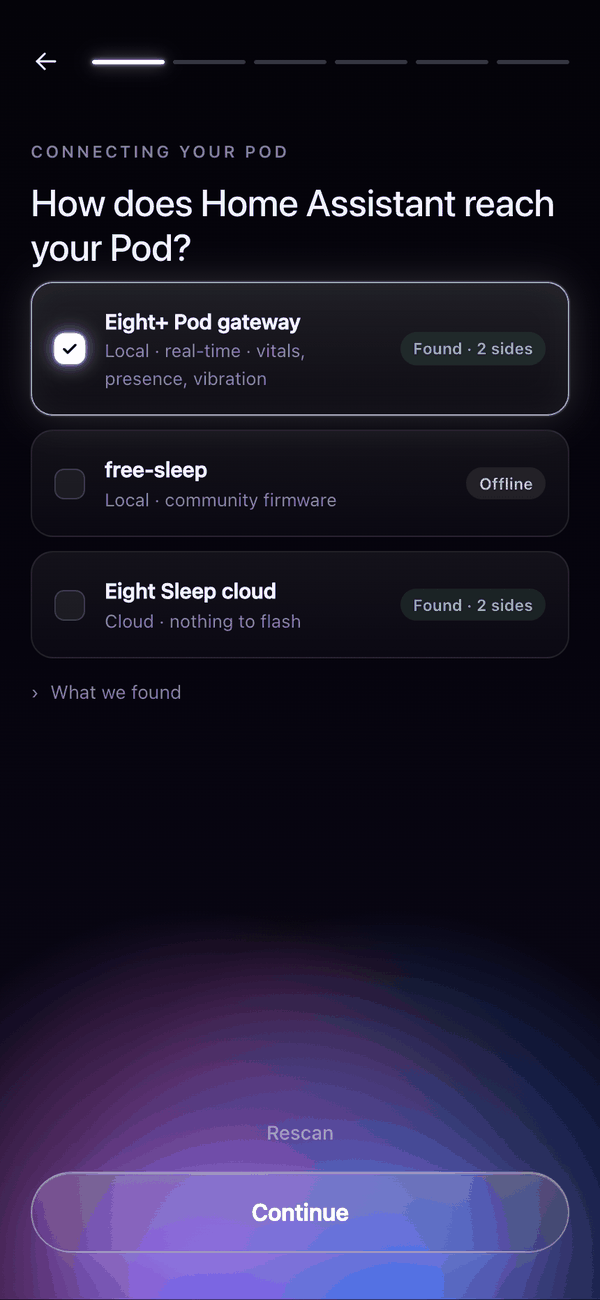 CONNECTING YOUR POD
How does Home Assistant reach
your Pod?
Eight+ Pod gateway
Local · real-time · vitals,
presence, vibration
Found · 2 sides
free-sleep
Local · community firmware
Offline
Eight Sleep cloud
Cloud · nothing to flash
Found · 2 sides
› What we found
Rescan
Continue